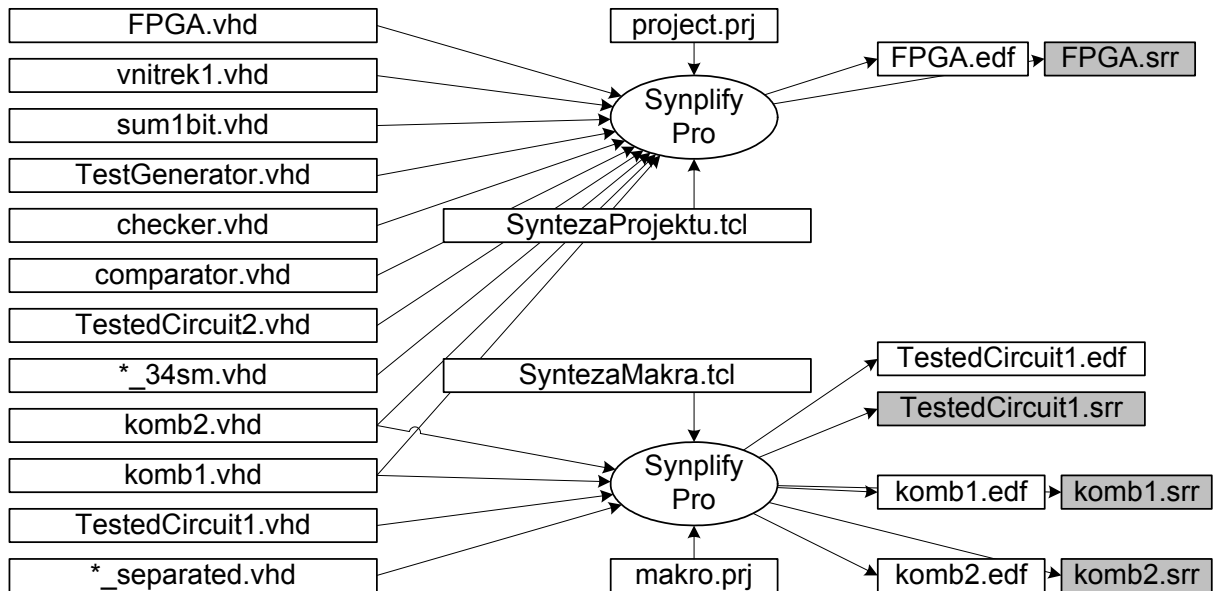 FPGA.vhd
project.prj
FPGA.edf
FPGA.srr
vnitrek1.vhd
Synplify
Pro
sum1bit.vhd
TestGenerator.vhd
checker.vhd
SyntezaProjektu.tcl
comparator.vhd
TestedCircuit2.vhd
*_34sm.vhd
SyntezaMakra.tcl
TestedCircuit1.edf
TestedCircuit1.srr
komb2.vhd
komb1.vhd
Synplify
Pro
komb1.edf
komb1.srr
TestedCircuit1.vhd
*_separated.vhd
makro.prj
komb2.edf
komb2.srr